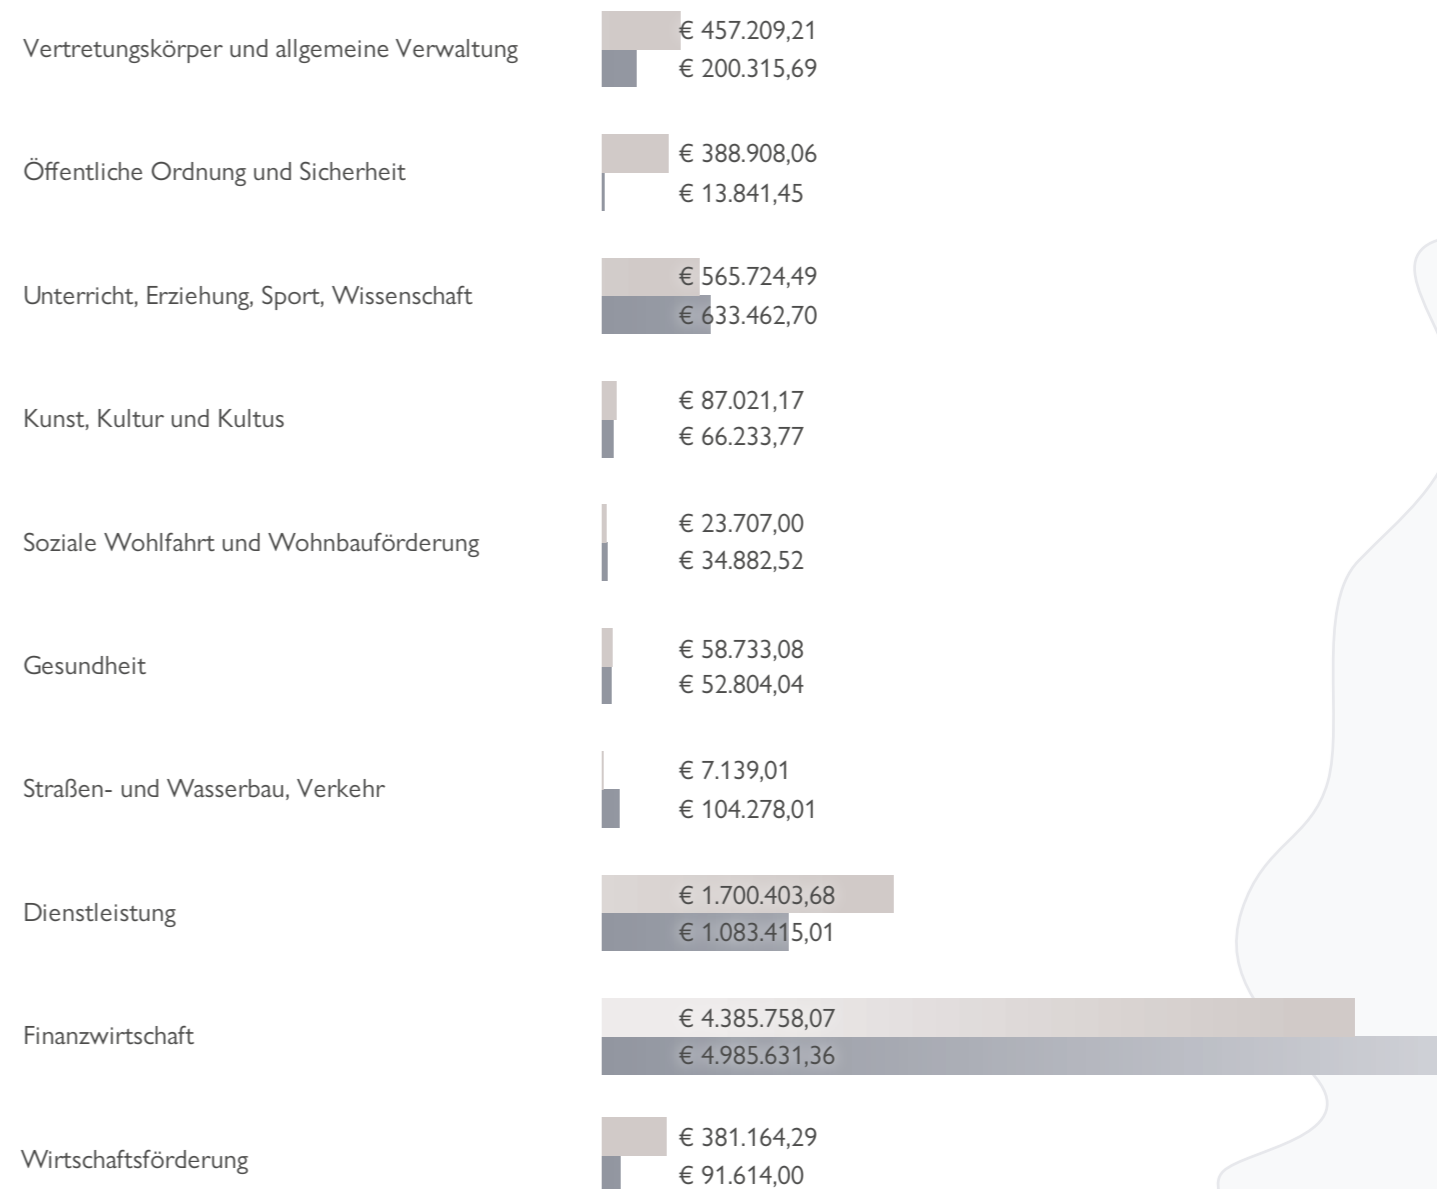 Vertretungskörper und allgemeine Verwaltung
€ 457.209,21
€ 200.315,69
Öffentliche Ordnung und Sicherheit
€ 388.908,06
€ 13.841,45
Unterricht, Erziehung, Sport, Wissenschaft
€ 565.724,49
€ 633.462,70
Kunst, Kultur und Kultus
€ 87.021,17
€ 66.233,77
Soziale Wohlfahrt und Wohnbauförderung
€ 23.707,00
€ 34.882,52
Gesundheit
€ 58.733,08
€ 52.804,04
Straßen- und Wasserbau, Verkehr
€ 7.139,01
€ 104.278,01
Dienstleistung
€ 1.700.403,68
€ 1.083.415,01
Finanzwirtschaft
€ 4.385.758,07
€ 4.985.631,36
Wirtschaftsförderung
€ 381.164,29
€ 91.614,00